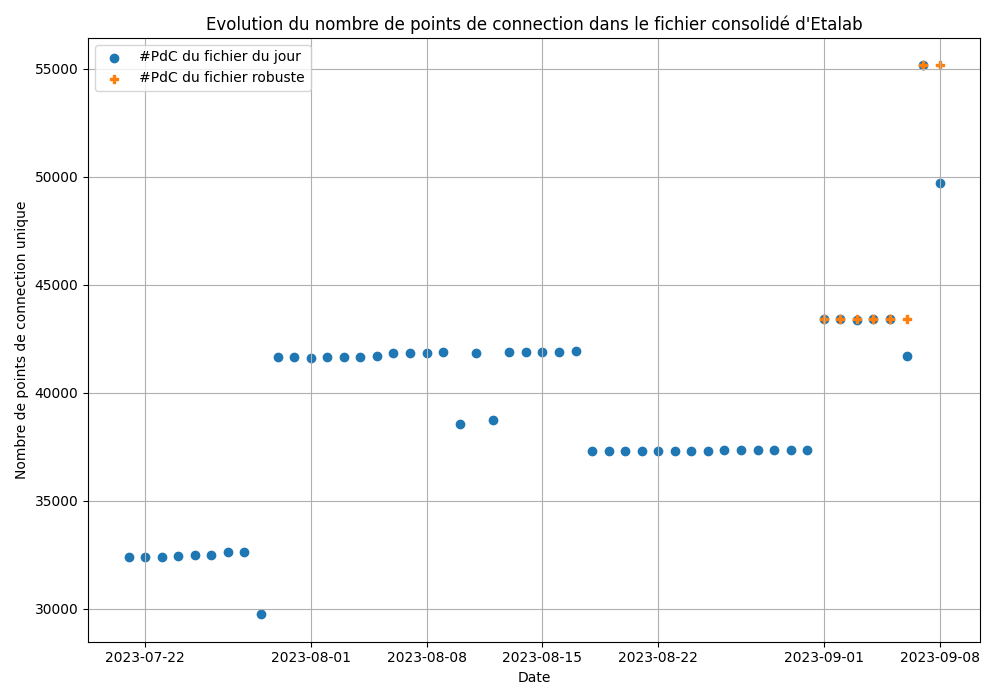 Evolution du nombre de points de connection dans le fichier consolidé d'Etalab
#PdC du fichier du jour
#PdC du fichier robuste
Nombre de points de connection unique
55000
50000
45000
40000
35000
30000
2023-07-22
2023-08-01
2023-08-08
2023-08-15
2023-08-22
2023-09-01
2023-09-08
Date